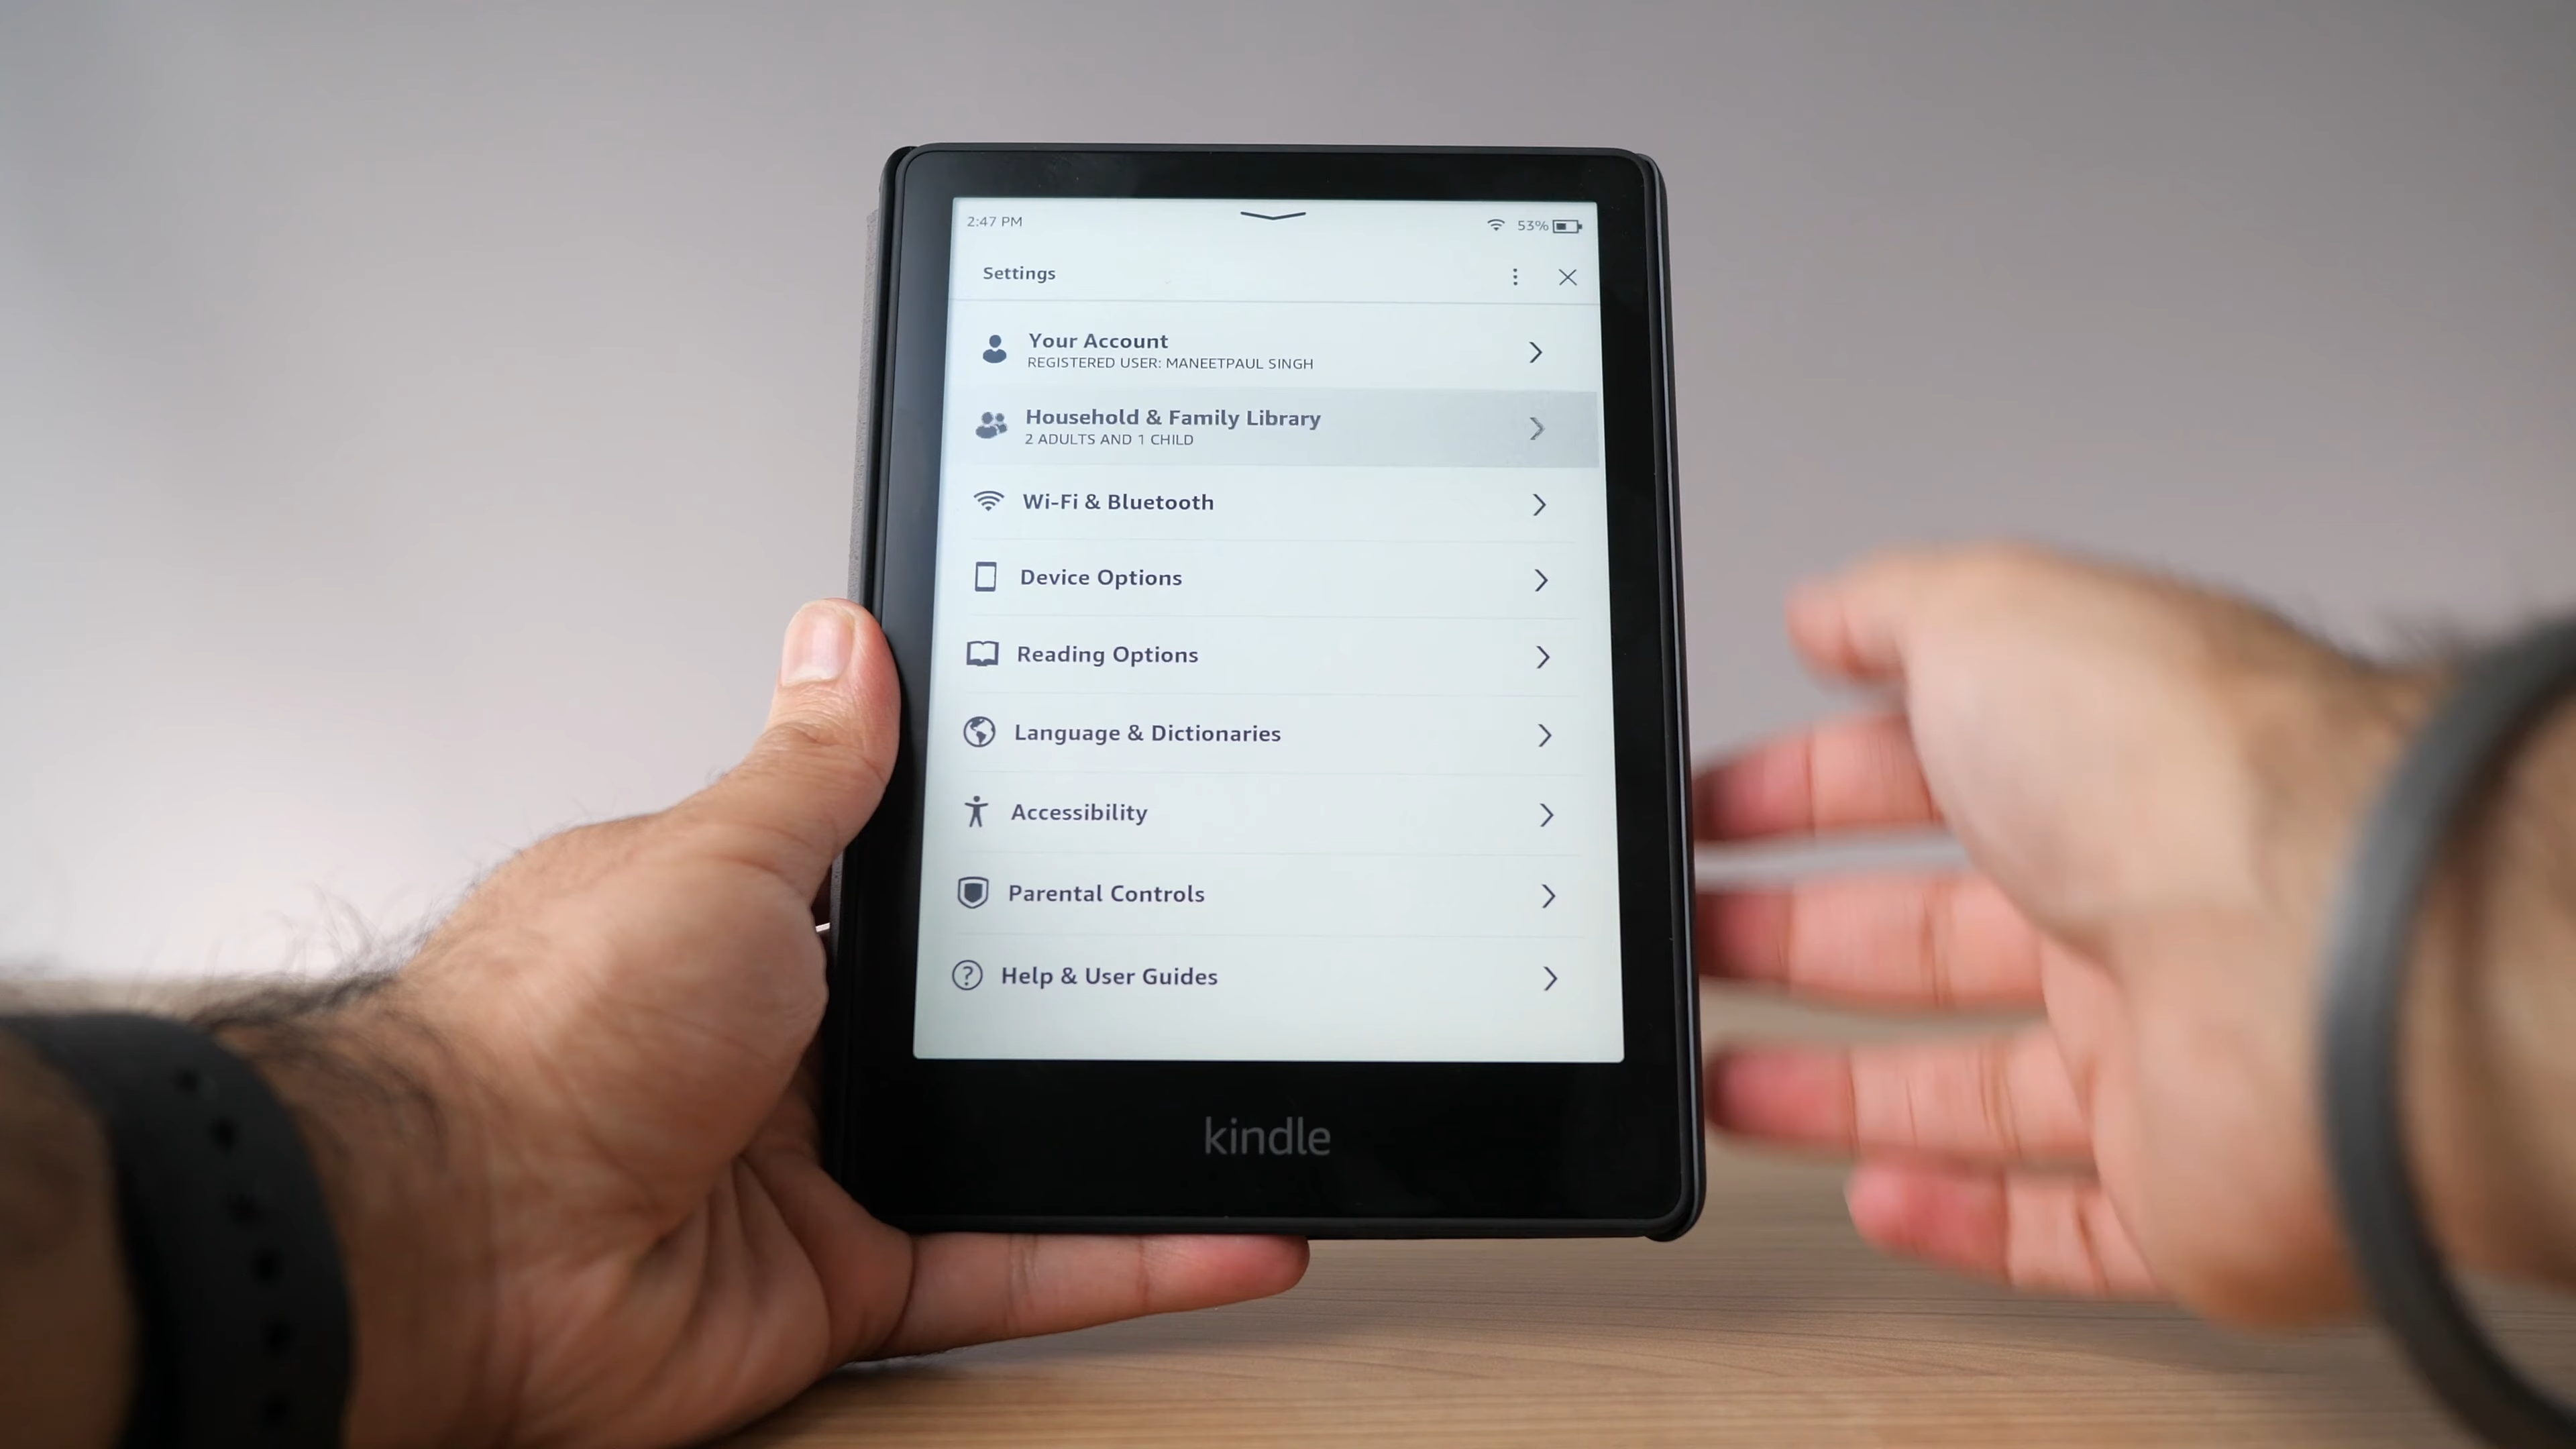 2:47 PM
53%
Settings
Your Account
REGISTERED USER: MANEETPAUL SINGH
Household & Family Library
2 ADULTS AND 1 CHILD
Wi-Fi & Bluetooth
Device Options
Reading Options
Language & Dictionaries
Accessibility
Parental Controls
? Help & User Guides
kindle